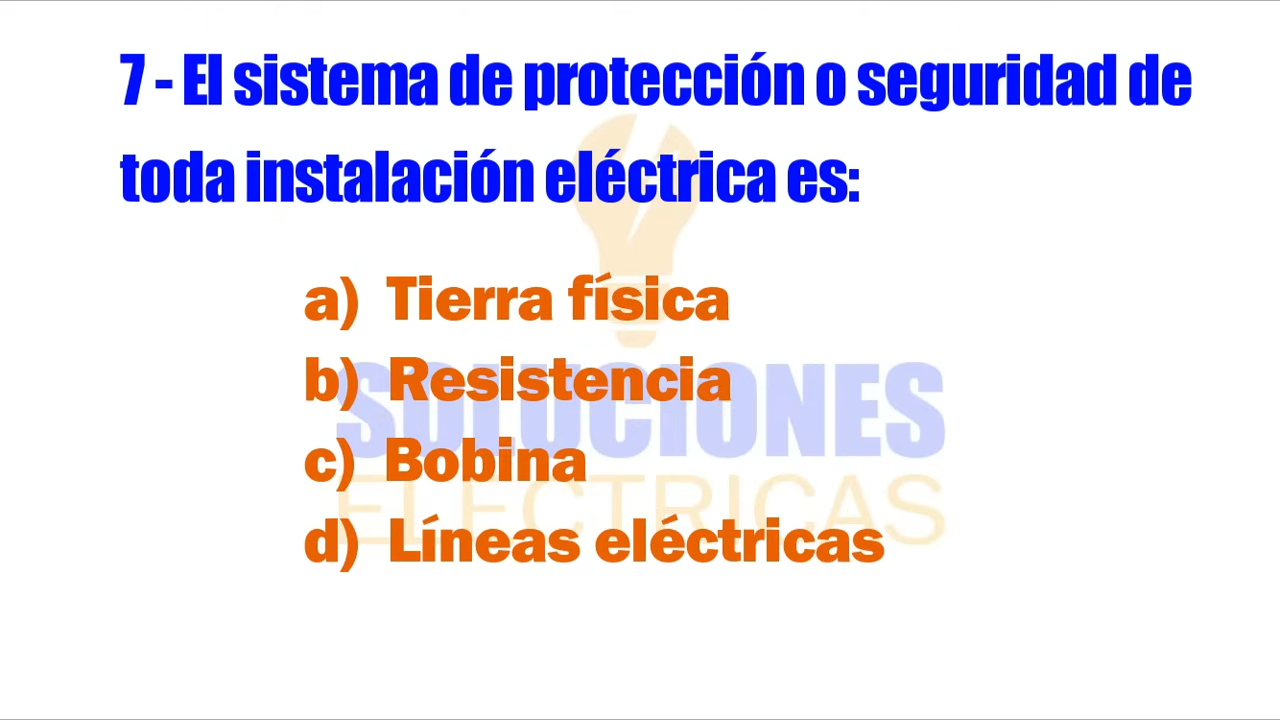 7 - El sistema de protección o seguridad de
toda instalación eléctrica es:
a) Tierra física
b) Resistencia
SOLUCIONES
c) Bobina
ELECTRICAS
d) Líneas eléctricas